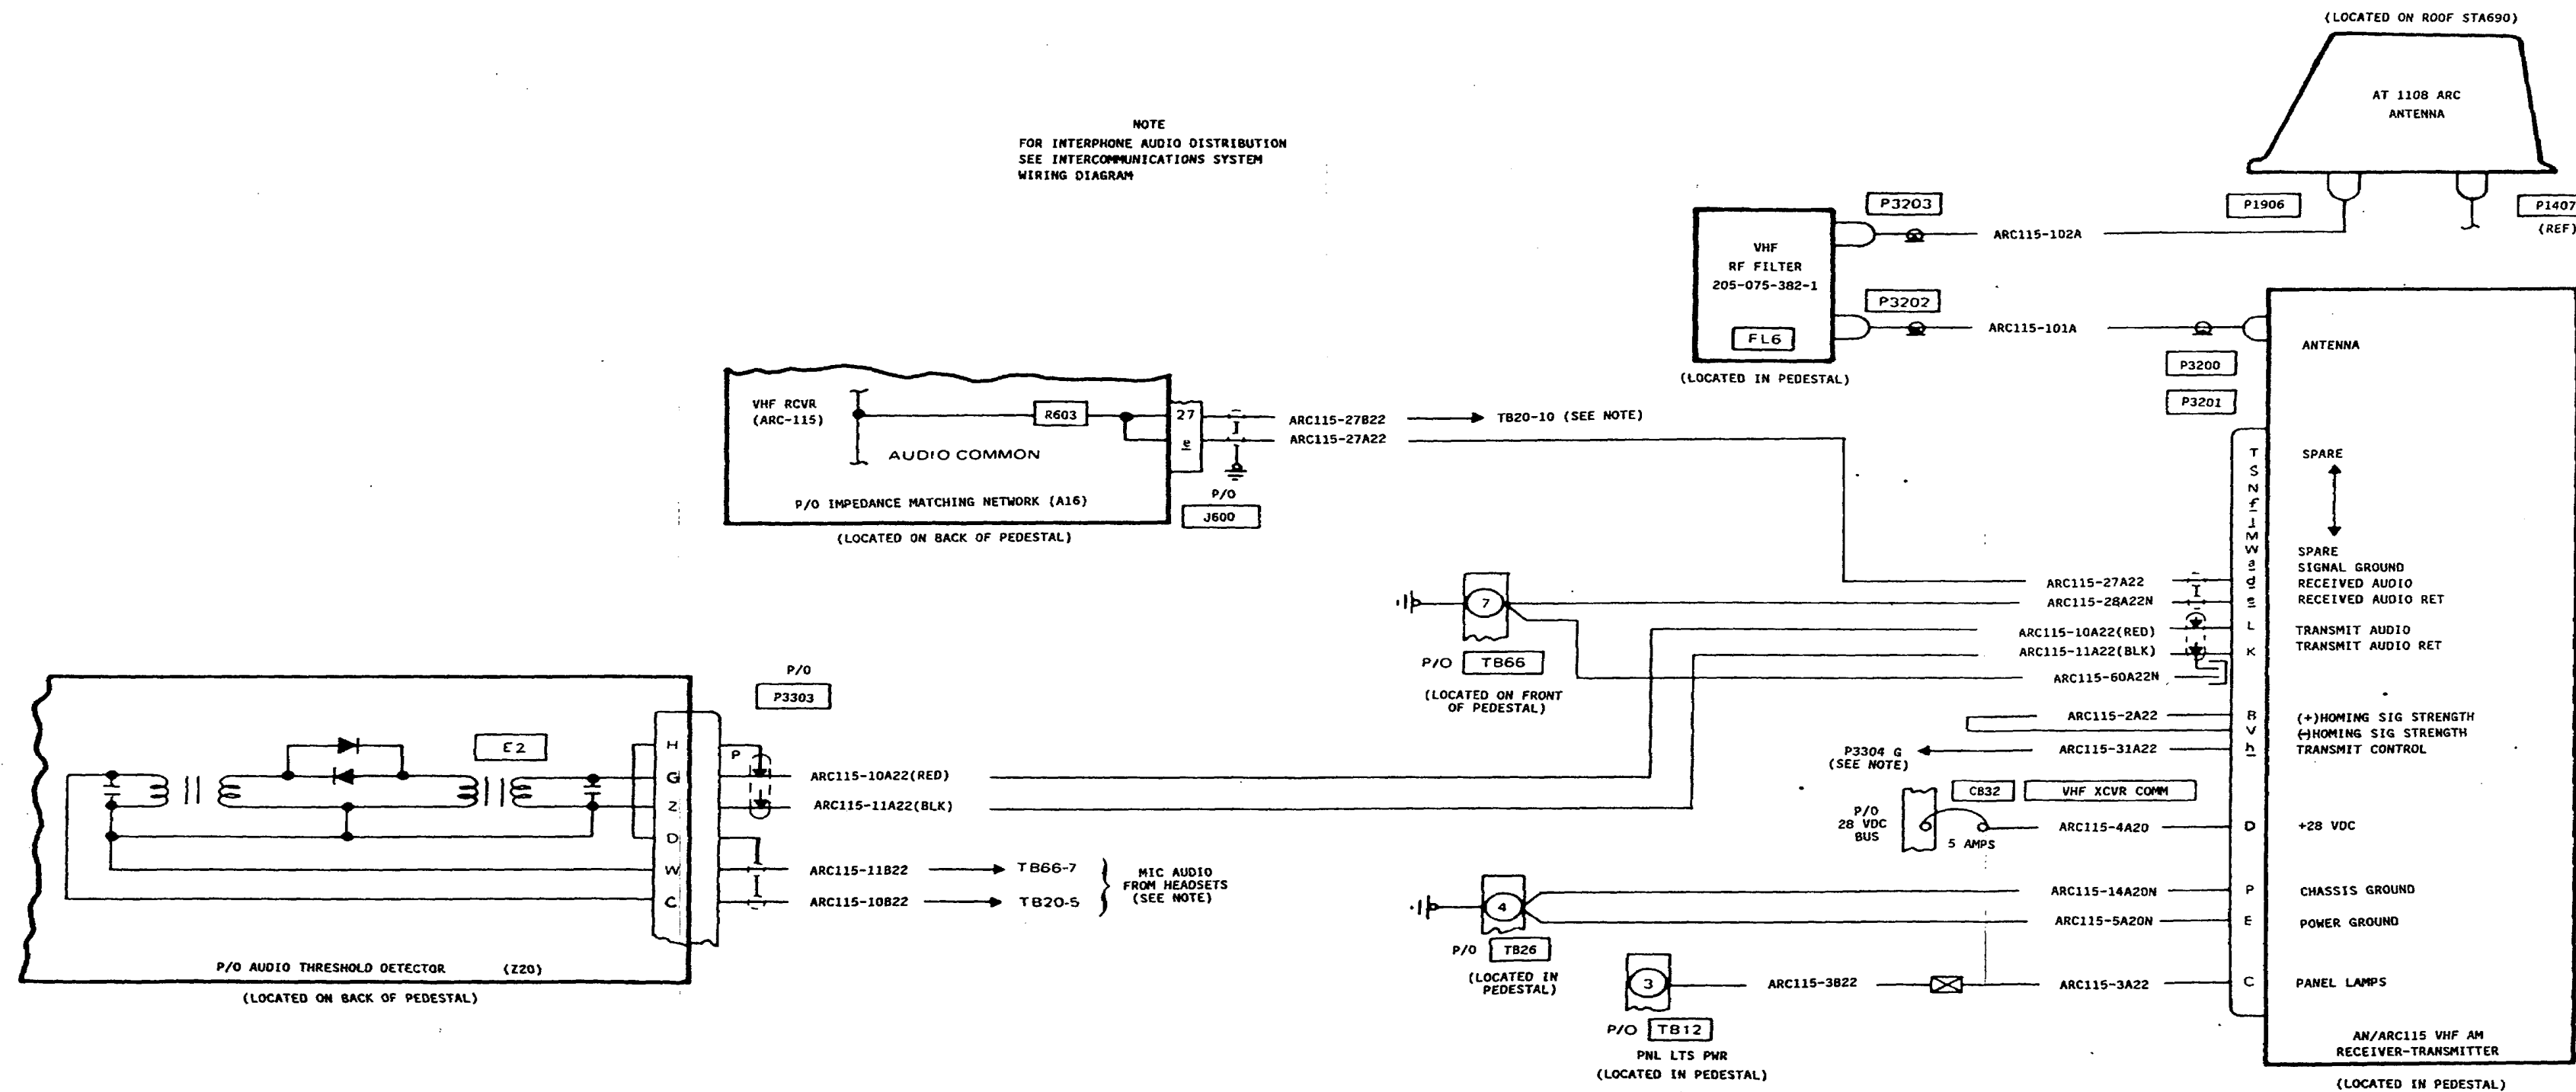 (LOCATED ON ROOF STA690)
AT 1108 ARC
ANTENNA
P1906
P1407
(REF)
NOTE
FOR INTERPHONE AUDIO DISTRIBUTION
SEE INTERCOMMUNICATIONS SYSTEM
WIRING DIAGRAM
P3203
VHF
RF FILTER
205-075-382-1
FL6
(LOCATED IN PEDESTAL)
ARC115-102A
P3202
ARC115-101A
P3200
P3201
ANTENNA
VHF RCVR
(ARC-115)
R603
AUDIO COMMON
27
e
P/O IMPEDANCE MATCHING NETWORK (A16)
(LOCATED ON BACK OF PEDESTAL)
P/O
J600
ARC115-27B22
TB20-10 (SEE NOTE)
ARC115-27A22
T
SPARE
S
N
f
M
W
SPARE
a
SIGNAL GROUND
ARC115-27A22
d
RECEIVED AUDIO
7
ARC115-28A22N
e
RECEIVED AUDIO RET
ARC115-10A22(RED)
L
TRANSMIT AUDIO
ARC115-11A22(BLK)
K
TRANSMIT AUDIO RET
P/O
TB66
(LOCATED ON FRONT
OF PEDESTAL)
ARC115-60A22N
ARC115-2A22
R
(+)HOMING SIG STRENGTH
V
(-)HOMING SIG STRENGTH
P3304 G
(SEE NOTE)
ARC115-31A22
h
TRANSMIT CONTROL
CB32
VHF XCVR COMM
P/O
28 VDC
BUS
5 AMPS
ARC115-4A20
D
+28 VDC
4
ARC115-14A20N
P
CHASSIS GROUND
ARC115-5A20N
E
POWER GROUND
P/O
TB26
(LOCATED IN
PEDESTAL)
3
ARC115-3B22
ARC115-3A22
C
PANEL LAMPS
P/O
TB12
PNL LTS PWR
(LOCATED IN PEDESTAL)
AN/ARC115 VHF AM
RECEIVER-TRANSMITTER
(LOCATED IN PEDESTAL)
P/O
P3303
E2
H
P
G
ARC115-10A22(RED)
Z
ARC115-11A22(BLK)
D
W
ARC115-11B22
TB66-7
C
ARC115-10B22
TB20-5
MIC AUDIO
FROM HEADSETS
(SEE NOTE)
P/O AUDIO THRESHOLD DETECTOR (Z20)
(LOCATED ON BACK OF PEDESTAL)